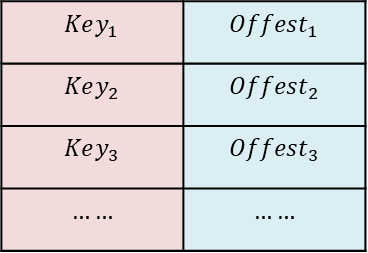 Key₁ Offest₁
Key₂ Offest₂
Key₃ Offest₃
... ... ... ...